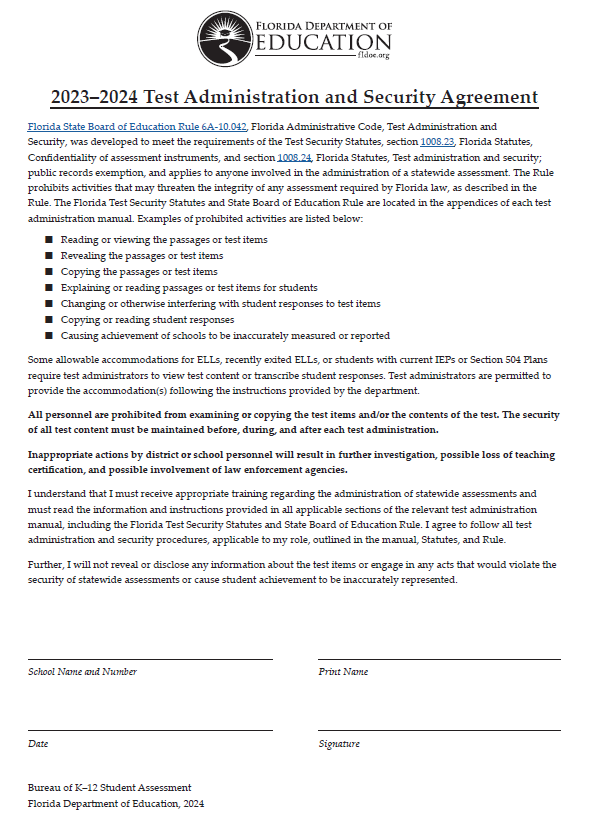 FLORIDA DEPARTMENT OF
EDUCATION
fldoe.org
2023–2024 Test Administration and Security Agreement
Florida State Board of Education Rule 6A-10.042, Florida Administrative Code, Test Administration and
Security, was developed to meet the requirements of the Test Security Statutes, section 1008.23, Florida Statutes,
Confidentiality of assessment instruments, and section 1008.24, Florida Statutes, Test administration and security;
public records exemption, and applies to anyone involved in the administration of a statewide assessment. The Rule
prohibits activities that may threaten the integrity of any assessment required by Florida law, as described in the
Rule. The Florida Test Security Statutes and State Board of Education Rule are located in the appendices of each test
administration manual. Examples of prohibited activities are listed below:
■ Reading or viewing the passages or test items
■ Revealing the passages or test items
■ Copying the passages or test items
■ Explaining or reading passages or test items for students
■ Changing or otherwise interfering with student responses to test items
■ Copying or reading student responses
■ Causing achievement of schools to be inaccurately measured or reported
Some allowable accommodations for ELLs, recently exited ELLs, or students with current IEPs or Section 504 Plans
require test administrators to view test content or transcribe student responses. Test administrators are permitted to
provide the accommodation(s) following the instructions provided by the department.
All personnel are prohibited from examining or copying the test items and/or the contents of the test. The security
of all test content must be maintained before, during, and after each test administration.
Inappropriate actions by district or school personnel will result in further investigation, possible loss of teaching
certification, and possible involvement of law enforcement agencies.
I understand that I must receive appropriate training regarding the administration of statewide assessments and
must read the information and instructions provided in all applicable sections of the relevant test administration
manual, including the Florida Test Security Statutes and State Board of Education Rule. I agree to follow all test
administration and security procedures, applicable to my role, outlined in the manual, Statutes, and Rule.
Further, I will not reveal or disclose any information about the test items or engage in any acts that would violate the
security of statewide assessments or cause student achievement to be inaccurately represented.
School Name and Number
Print Name
Date
Signature
Bureau of K–12 Student Assessment
Florida Department of Education, 2024